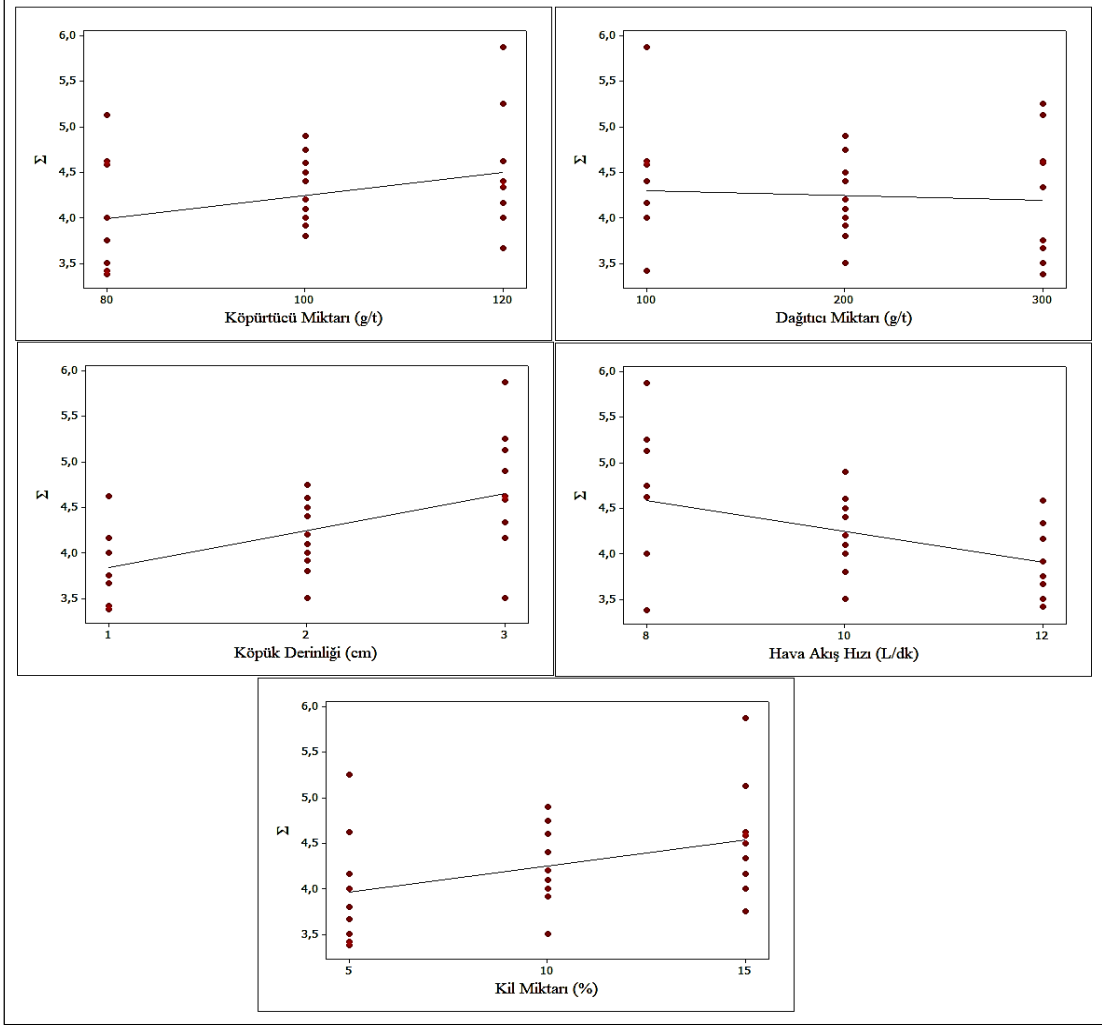 6,0
5,5
5,0
4,5
4,0
3,5
Σ
80 100 120
Köpürtücü Miktarı (g/t)
6,0
5,5
5,0
4,5
4,0
3,5
Σ
100 200 300
Dağıtıcı Miktarı (g/t)
6,0
5,5
5,0
4,5
4,0
3,5
Σ
1 2 3
Köpük Derinliği (cm)
6,0
5,5
5,0
4,5
4,0
3,5
Σ
8 10 12
Hava Akış Hızı (L/dk)
6,0
5,5
5,0
4,5
4,0
3,5
Σ
5 10 15
Kil Miktarı (%)